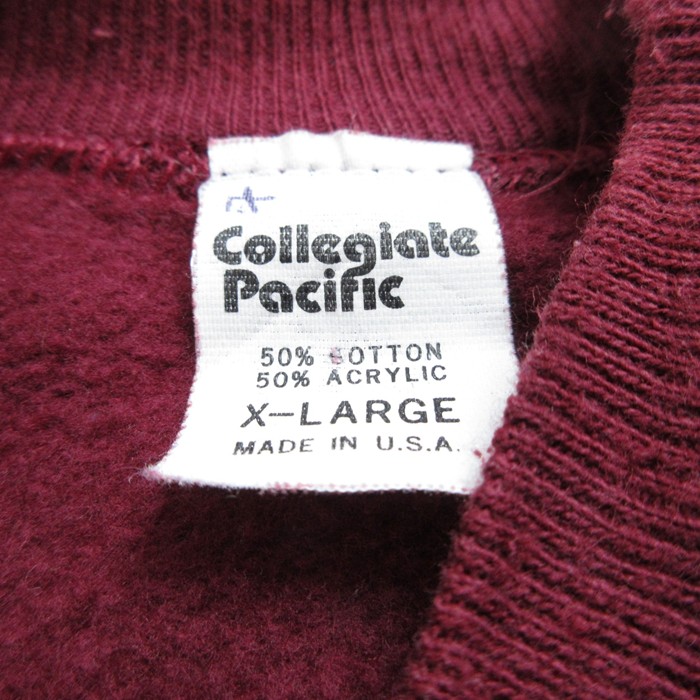 Collegiate
Pacific
50% COTTON
50% ACRYLIC
X-LARGE
MADE IN U.S.A.